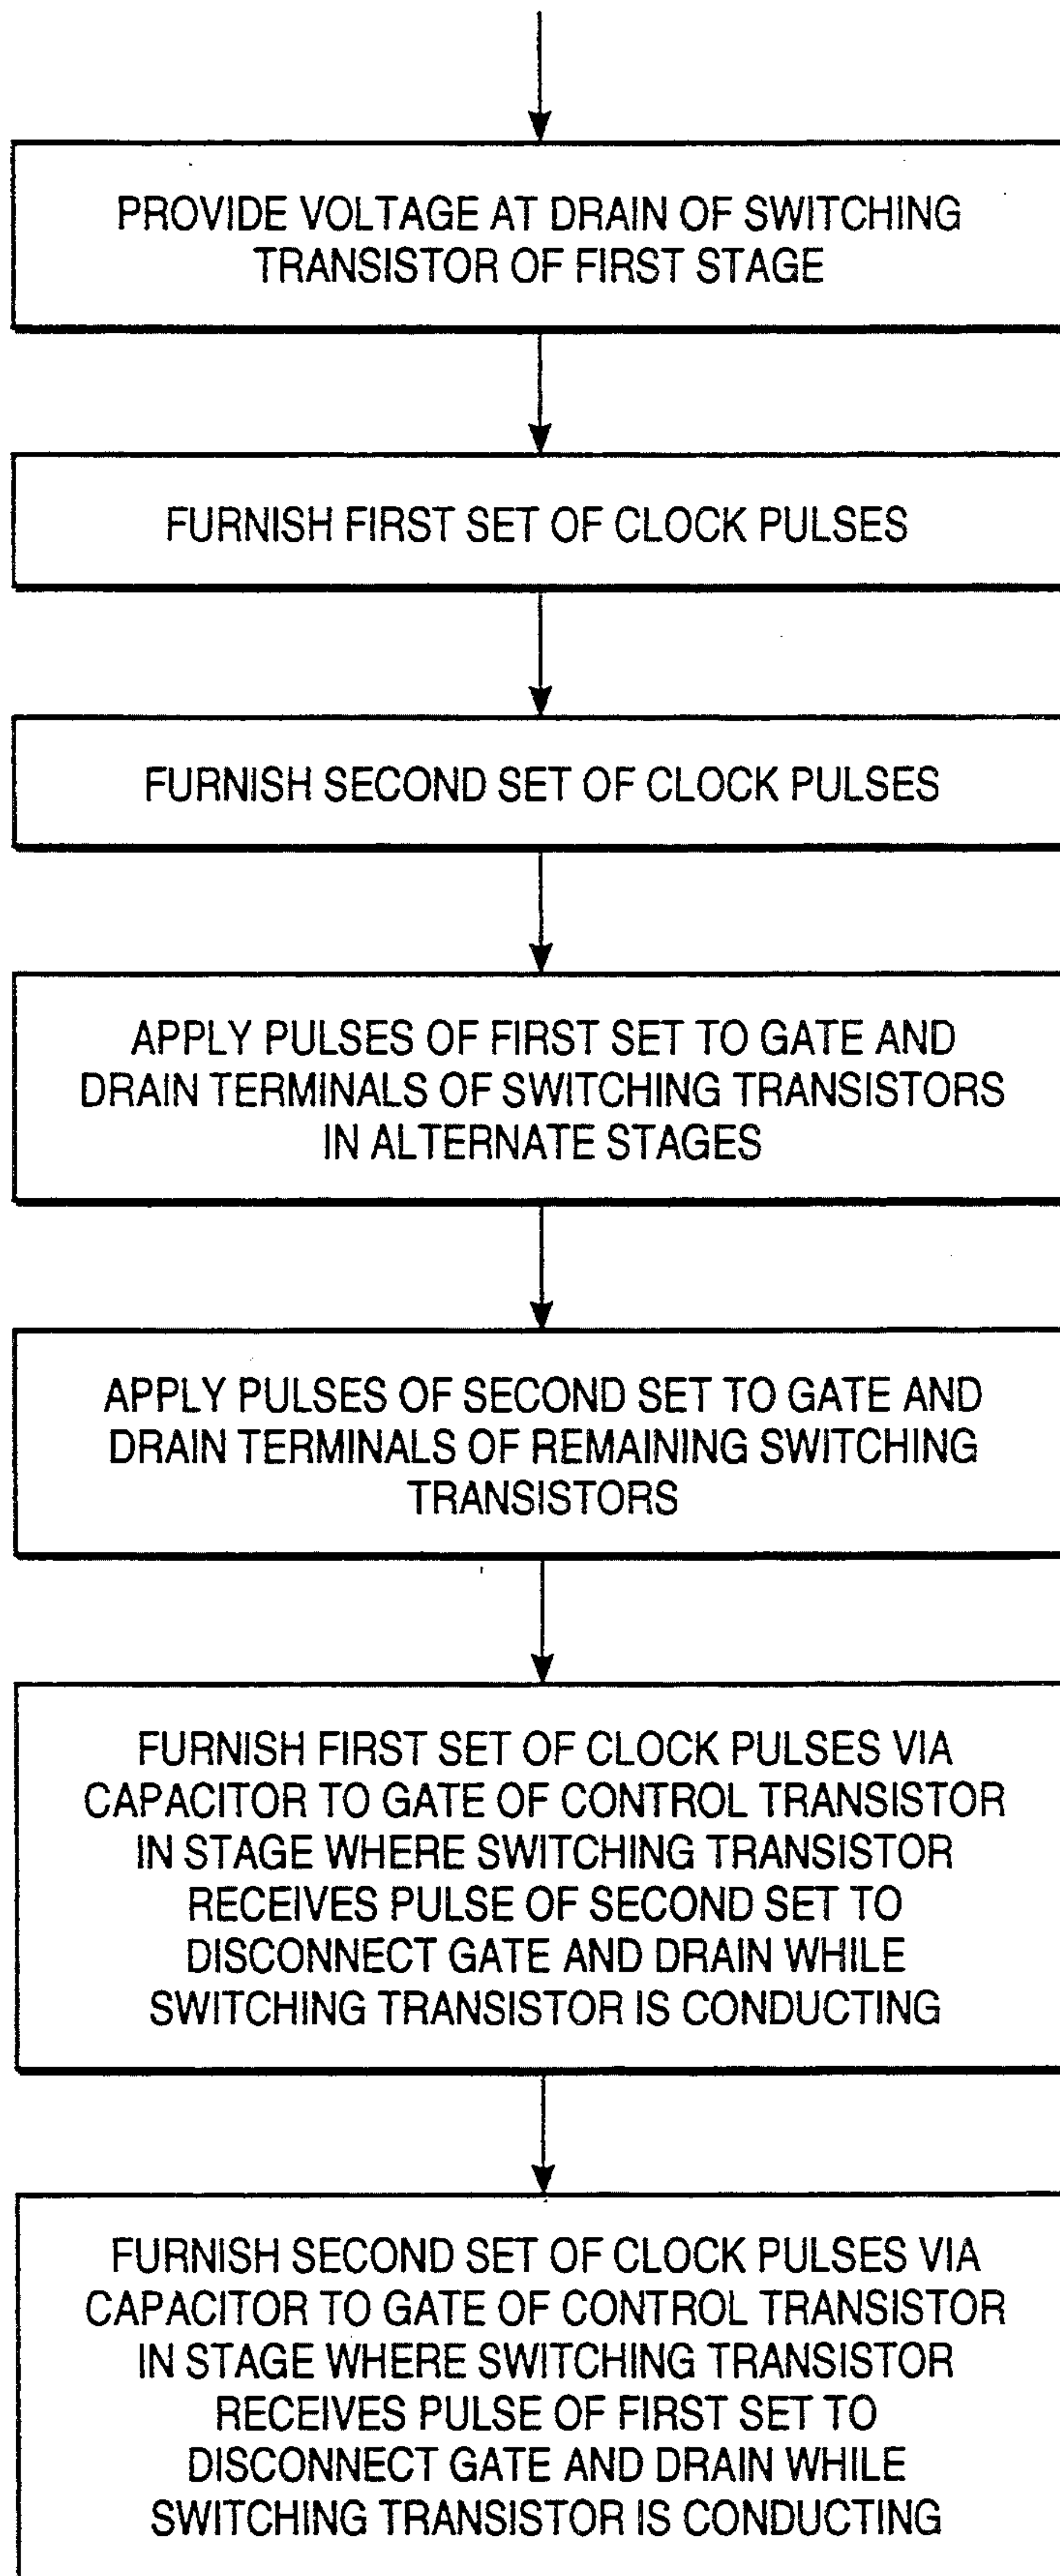 PROVIDE VOLTAGE AT DRAIN OF SWITCHING
TRANSISTOR OF FIRST STAGE
FURNISH FIRST SET OF CLOCK PULSES
FURNISH SECOND SET OF CLOCK PULSES
APPLY PULSES OF FIRST SET TO GATE AND
DRAIN TERMINALS OF SWITCHING TRANSISTORS
IN ALTERNATE STAGES
APPLY PULSES OF SECOND SET TO GATE AND
DRAIN TERMINALS OF REMAINING SWITCHING
TRANSISTORS
FURNISH FIRST SET OF CLOCK PULSES VIA
CAPACITOR TO GATE OF CONTROL TRANSISTOR
IN STAGE WHERE SWITCHING TRANSISTOR
RECEIVES PULSE OF SECOND SET TO
DISCONNECT GATE AND DRAIN WHILE
SWITCHING TRANSISTOR IS CONDUCTING
FURNISH SECOND SET OF CLOCK PULSES VIA
CAPACITOR TO GATE OF CONTROL TRANSISTOR
IN STAGE WHERE SWITCHING TRANSISTOR
RECEIVES PULSE OF FIRST SET TO
DISCONNECT GATE AND DRAIN WHILE
SWITCHING TRANSISTOR IS CONDUCTING